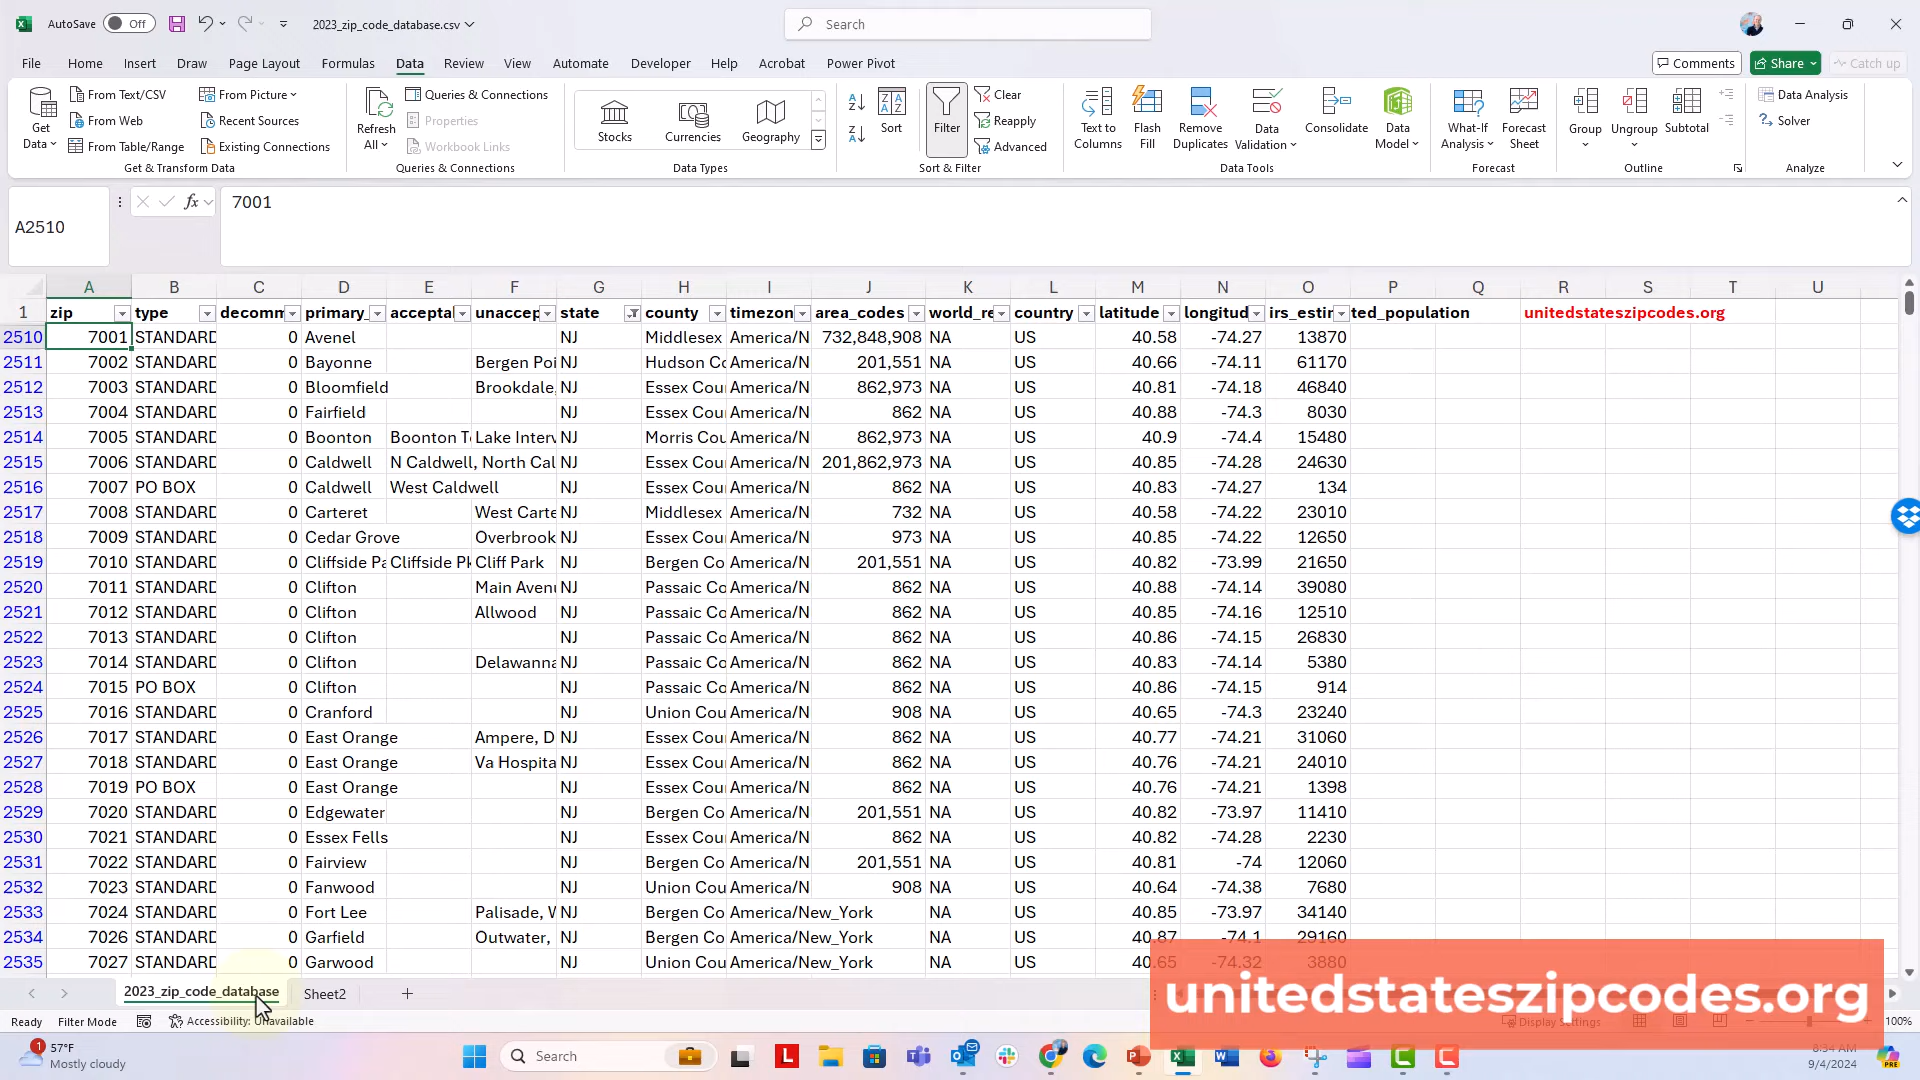 AutoSave Off 2023_zip_code_database.csv Search
File Home Insert Draw Page Layout Formulas Data Review View Automate Developer Help Acrobat Power Pivot Comments Share Catch up
Get Data From Text/CSV From Web From Table/Range From Picture Recent Sources Existing Connections
Get & Transform Data
Refresh All Queries & Connections Properties Workbook Links
Queries & Connections
Stocks Currencies Geography
Data Types
Sort Filter Clear Reapply Advanced
Sort & Filter
Text to Columns Flash Fill Remove Duplicates Data Validation Consolidate Data Model
Data Tools
What-If Analysis Forecast Sheet
Forecast
Group Ungroup Subtotal
Outline
Data Analysis Solver
Analyze
A2510 fx 7001
A B C D E F G H I J K L M N O P Q R S T U
1 zip type decomm primary_ accepta unaccep state county timezon area_codes world_re country latitude longitud irs_estin ted_population unitedstateszipcodes.org
2510 7001 STANDARD 0 Avenel NJ Middlesex America/N 732,848,908 NA US 40.58 -74.27 13870
2511 7002 STANDARD 0 Bayonne Bergen Poi NJ Hudson Co America/N 201,551 NA US 40.66 -74.11 61170
2512 7003 STANDARD 0 Bloomfield Brookdale, NJ Essex Cou America/N 862,973 NA US 40.81 -74.18 46840
2513 7004 STANDARD 0 Fairfield NJ Essex Cou America/N 862 NA US 40.88 -74.3 8030
2514 7005 STANDARD 0 Boonton Boonton To Lake Interv NJ Morris Cou America/N 862,973 NA US 40.9 -74.4 15480
2515 7006 STANDARD 0 Caldwell N Caldwell, North Cal NJ Essex Cou America/N 201,862,973 NA US 40.85 -74.28 24630
2516 7007 PO BOX 0 Caldwell West Caldwell NJ Essex Cou America/N 862 NA US 40.83 -74.27 134
2517 7008 STANDARD 0 Carteret West Carte NJ Middlesex America/N 732 NA US 40.58 -74.22 23010
2518 7009 STANDARD 0 Cedar Grove Overbrook NJ Essex Cou America/N 973 NA US 40.85 -74.22 12650
2519 7010 STANDARD 0 Cliffside Pa Cliffside Pk Cliff Park NJ Bergen Co America/N 201,551 NA US 40.82 -73.99 21650
2520 7011 STANDARD 0 Clifton Main Avenu NJ Passaic Co America/N 862 NA US 40.88 -74.14 39080
2521 7012 STANDARD 0 Clifton Allwood NJ Passaic Co America/N 862 NA US 40.85 -74.16 12510
2522 7013 STANDARD 0 Clifton NJ Passaic Co America/N 862 NA US 40.86 -74.15 26830
2523 7014 STANDARD 0 Clifton Delawanna NJ Passaic Co America/N 862 NA US 40.83 -74.14 5380
2524 7015 PO BOX 0 Clifton NJ Passaic Co America/N 862 NA US 40.86 -74.15 914
2525 7016 STANDARD 0 Cranford NJ Union Cou America/N 908 NA US 40.65 -74.3 23240
2526 7017 STANDARD 0 East Orange Ampere, D NJ Essex Cou America/N 862 NA US 40.77 -74.21 31060
2527 7018 STANDARD 0 East Orange Va Hospita NJ Essex Cou America/N 862 NA US 40.76 -74.21 24010
2528 7019 PO BOX 0 East Orange NJ Essex Cou America/N 862 NA US 40.76 -74.21 1398
2529 7020 STANDARD 0 Edgewater NJ Bergen Co America/N 201,551 NA US 40.82 -73.97 11410
2530 7021 STANDARD 0 Essex Fells NJ Essex Cou America/N 862 NA US 40.82 -74.28 2230
2531 7022 STANDARD 0 Fairview NJ Bergen Co America/N 201,551 NA US 40.81 -74 12060
2532 7023 STANDARD 0 Fanwood NJ Union Cou America/N 908 NA US 40.64 -74.38 7680
2533 7024 STANDARD 0 Fort Lee Palisade, W NJ Bergen Co America/New_York NA US 40.85 -73.97 34140
2534 7026 STANDARD 0 Garfield Outwater, NJ Bergen Co America/New_York NA US 40.87 -74.1 29160
2535 7027 STANDARD 0 Garwood NJ Union Cou America/New_York NA US 40.65 -74.32 3880
2023_zip_code_database Sheet2 +
unitedstateszipcodes.org
Ready Filter Mode Accessibility: Unavailable Display Settings 100%
1 57°F
Mostly cloudy
Search
8:34 AM
9/4/2024